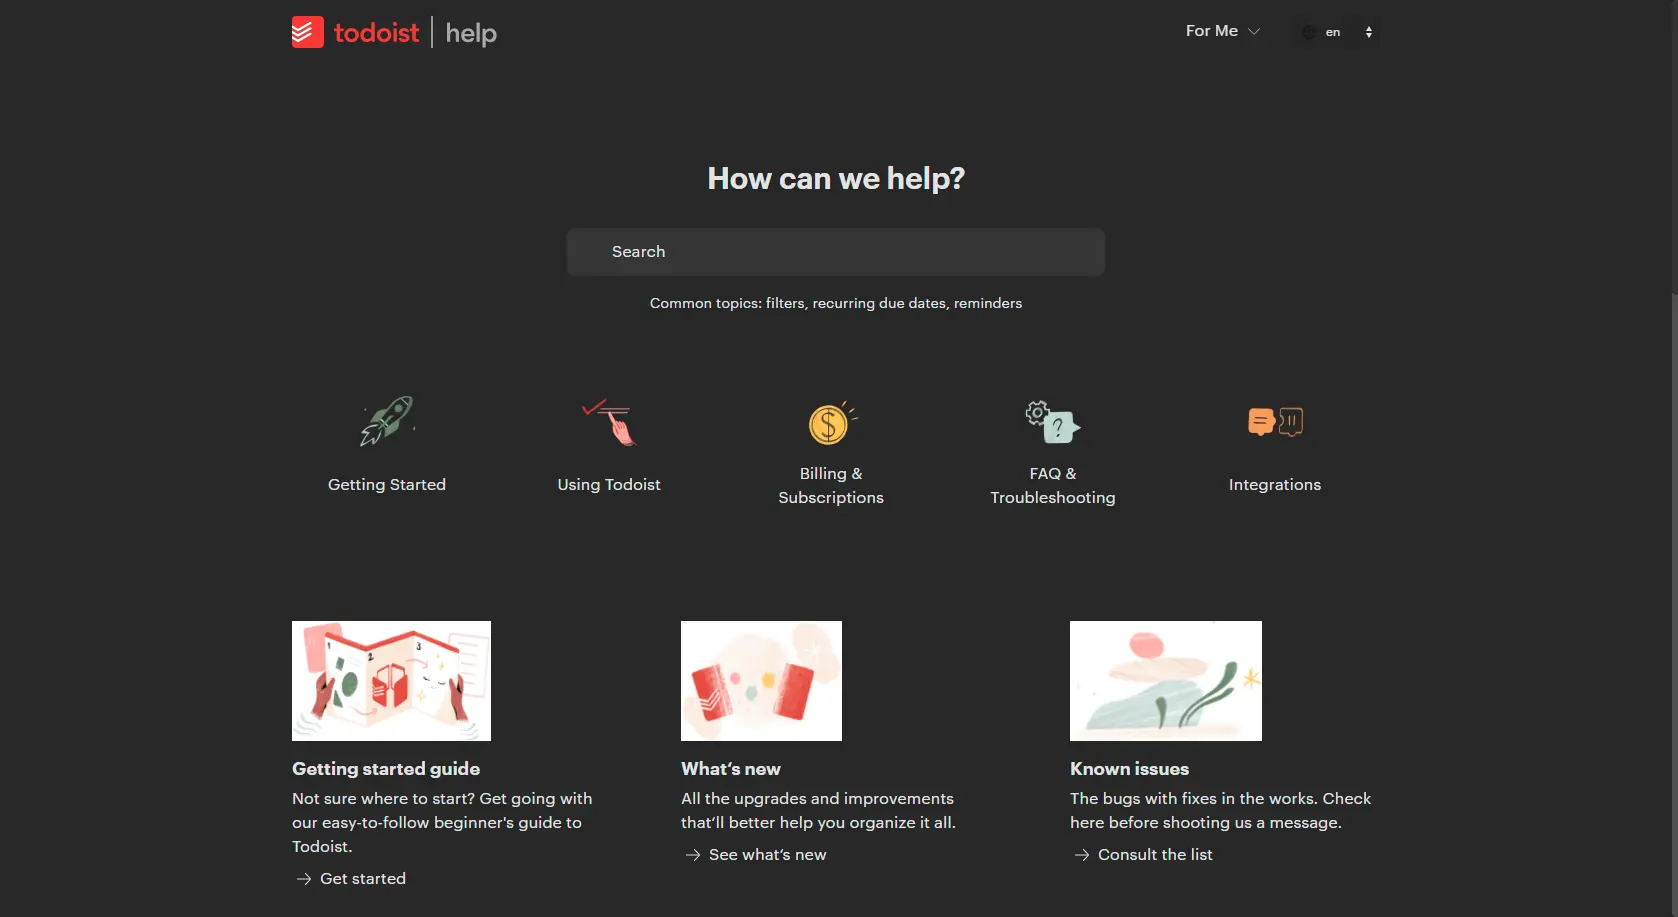 todoist | help
For Me
en
How can we help?
Search
Common topics: filters, recurring due dates, reminders
Getting Started
Using Todoist
Billing &
Subscriptions
FAQ &
Troubleshooting
Integrations
1
2
3
Getting started guide
Not sure where to start? Get going with
our easy-to-follow beginner's guide to
Todoist.
Get started
What‘s new
All the upgrades and improvements
that’ll better help you organize it all.
See what‘s new
Known issues
The bugs with fixes in the works. Check
here before shooting us a message.
Consult the list